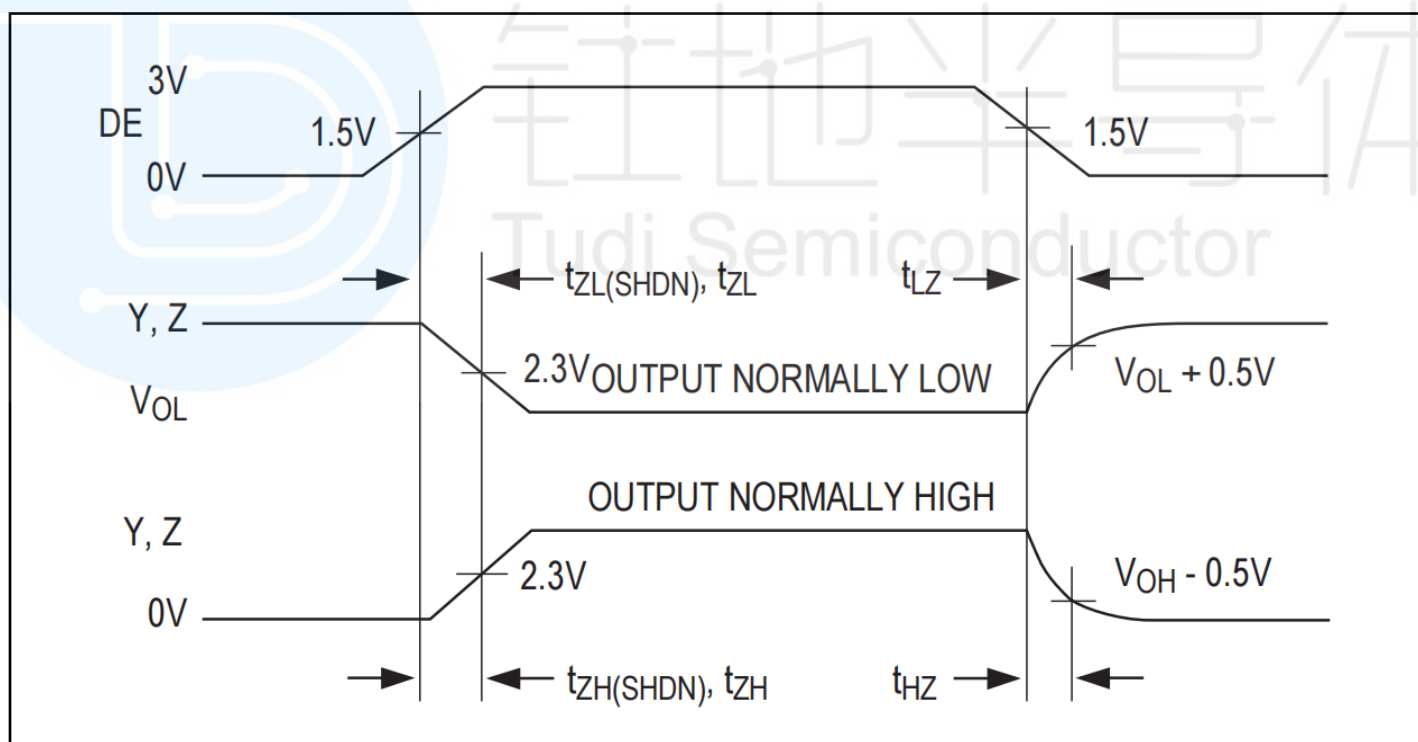 钍地半导体
Tudi Semiconductor
3V
DE
1.5V
1.5V
0V
tZL(SHDN), tZL
tLZ
Y, Z
2.3V OUTPUT NORMALLY LOW
VOL + 0.5V
VOL
OUTPUT NORMALLY HIGH
Y, Z
2.3V
VOH - 0.5V
0V
tZH(SHDN), tZH
tHZ